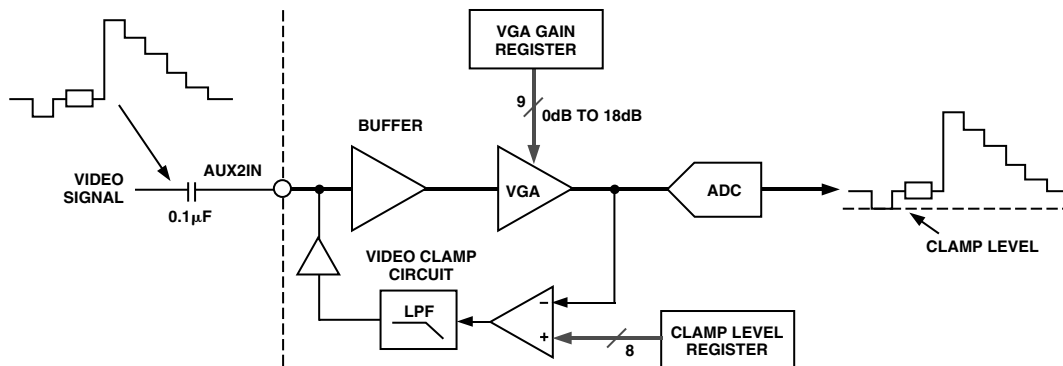 VGA GAIN
REGISTER
9
0dB TO 18dB
BUFFER
VIDEO
SIGNAL
AUX2IN
0.1μF
VGA
ADC
CLAMP LEVEL
VIDEO CLAMP
CIRCUIT
LPF
–
+
8
CLAMP LEVEL
REGISTER